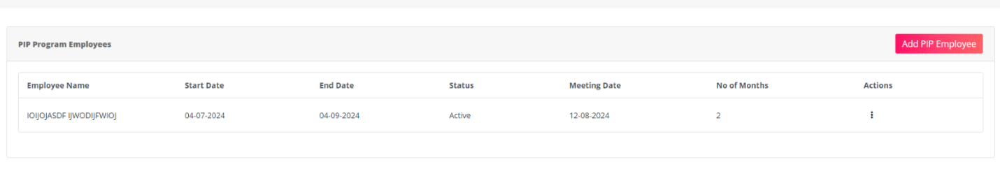 PIP Program Employees
Add PIP Employee
Employee Name Start Date End Date Status Meeting Date No of Months Actions
IOIJOJASDF IJWODIJFWIOJ 04-07-2024 04-09-2024 Active 12-08-2024 2